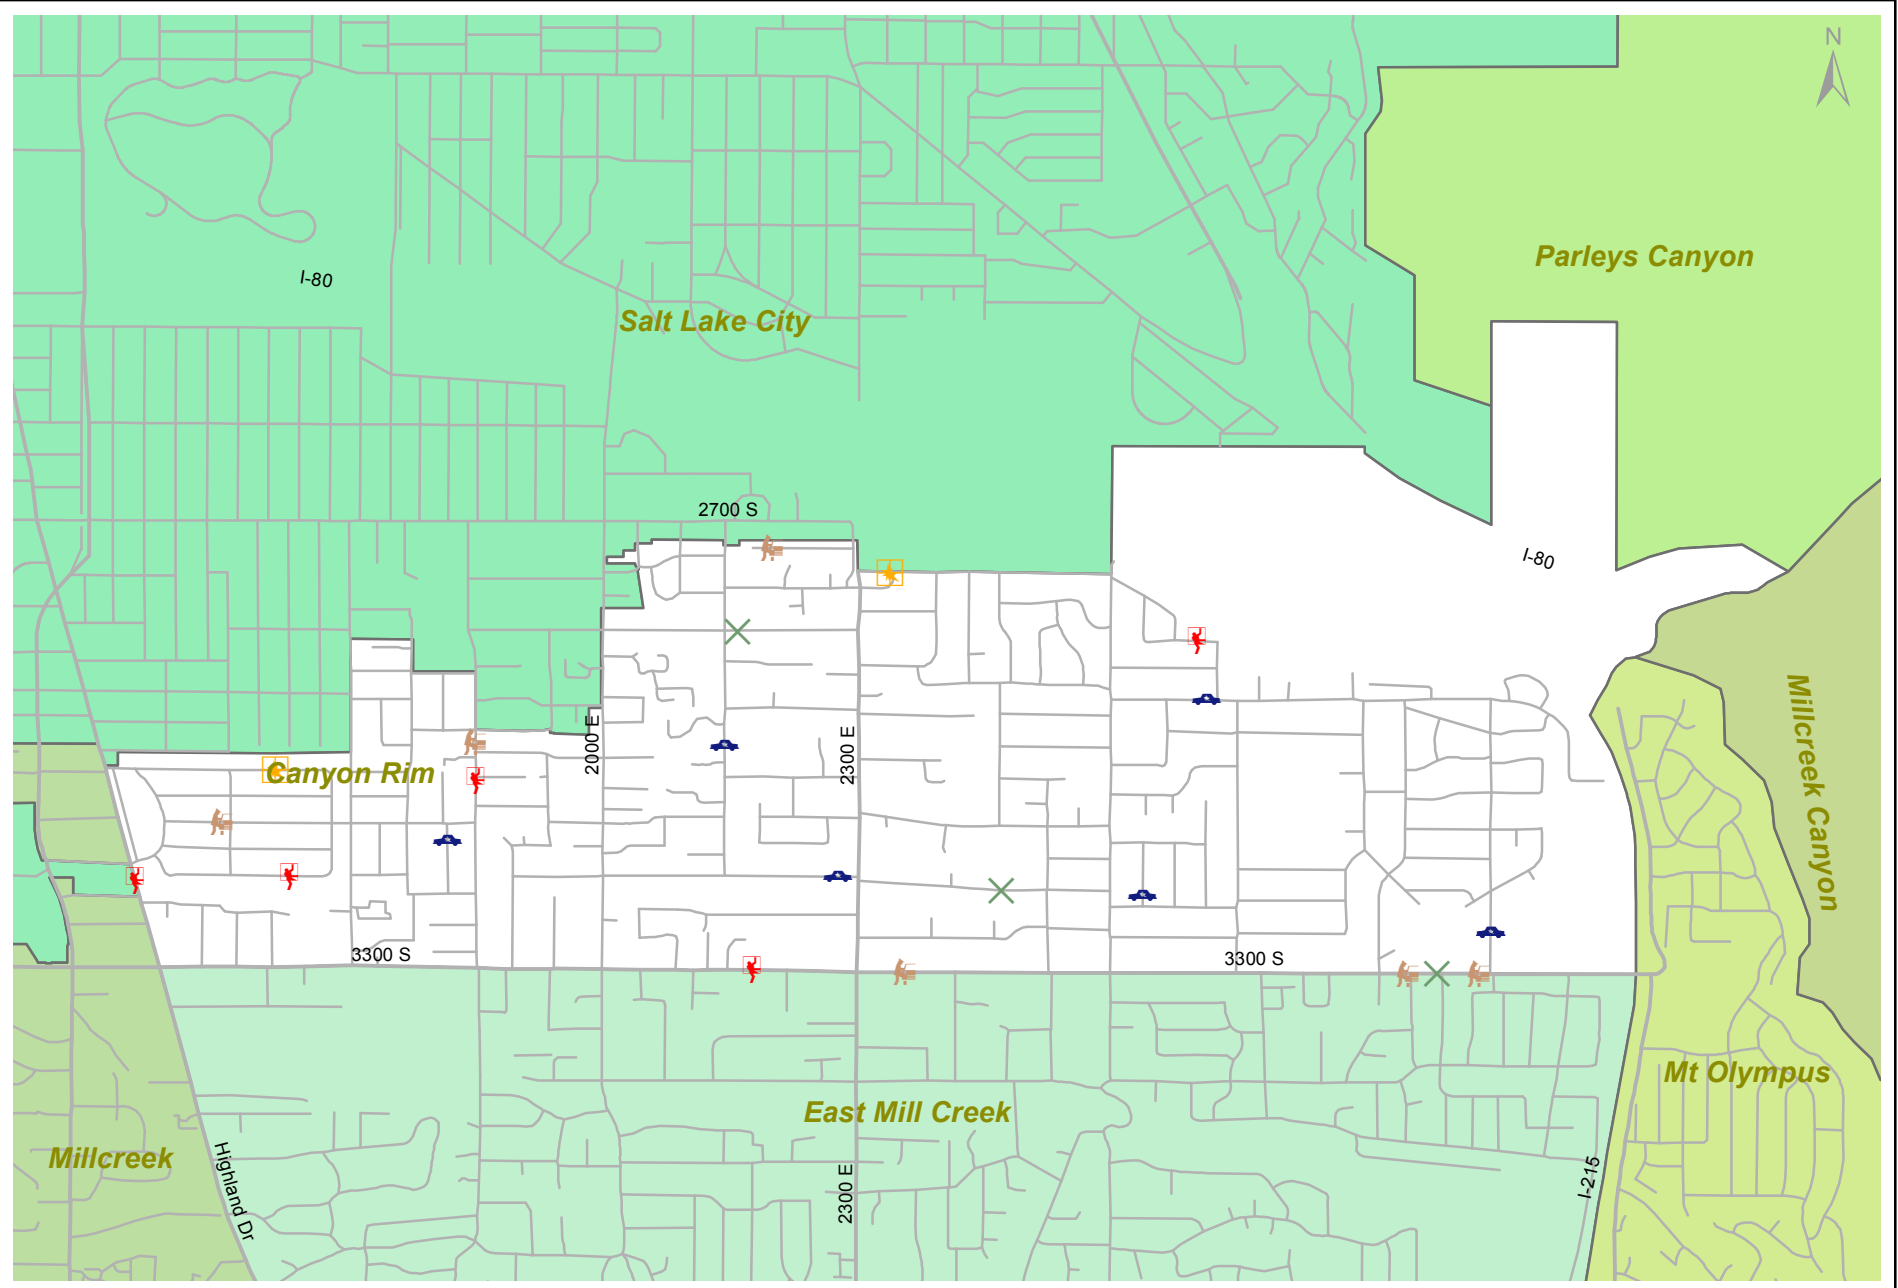 N
Parleys Canyon
I-80
Salt Lake City
2700 S
I-80
Millcreek Canyon
2000 E
2300 E
Canyon Rim
3300 S
3300 S
Mt Olympus
East Mill Creek
Millcreek
Highland Dr
2300 E
I-215